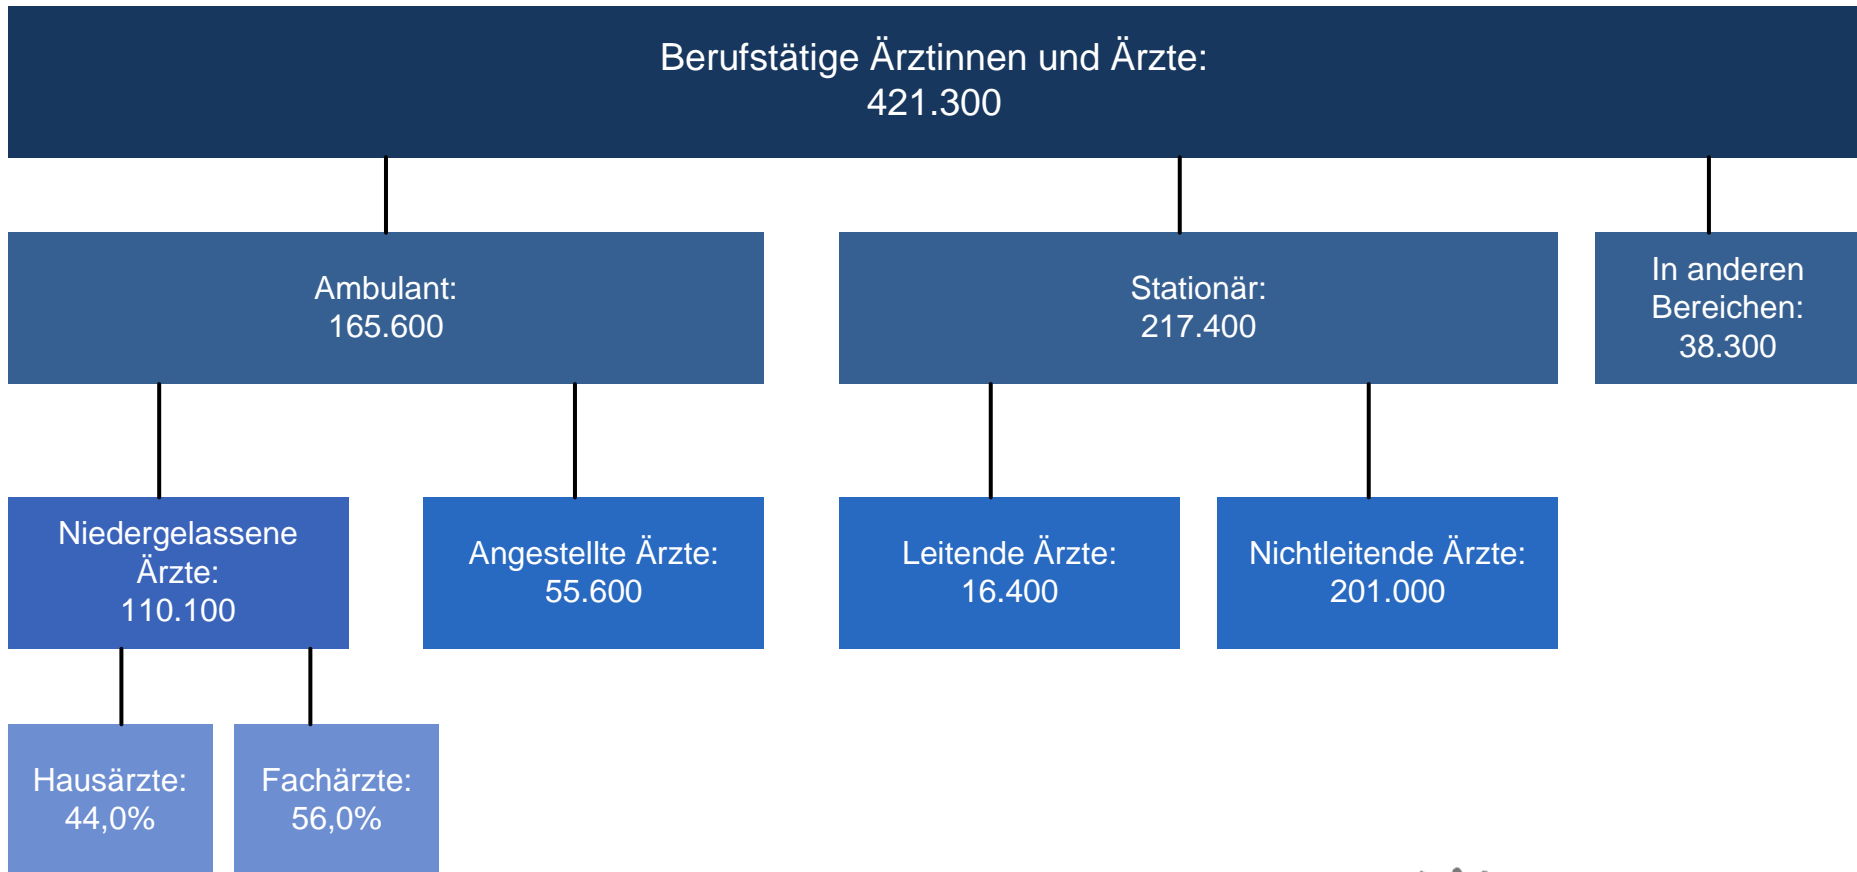 Berufstätige Ärztinnen und Ärzte:
421.300
Ambulant:
165.600
Stationär:
217.400
In anderen
Bereichen:
38.300
Niedergelassene
Ärzte:
110.100
Angestellte Ärzte:
55.600
Leitende Ärzte:
16.400
Nichtleitende Ärzte:
201.000
Hausärzte:
44,0%
Fachärzte:
56,0%